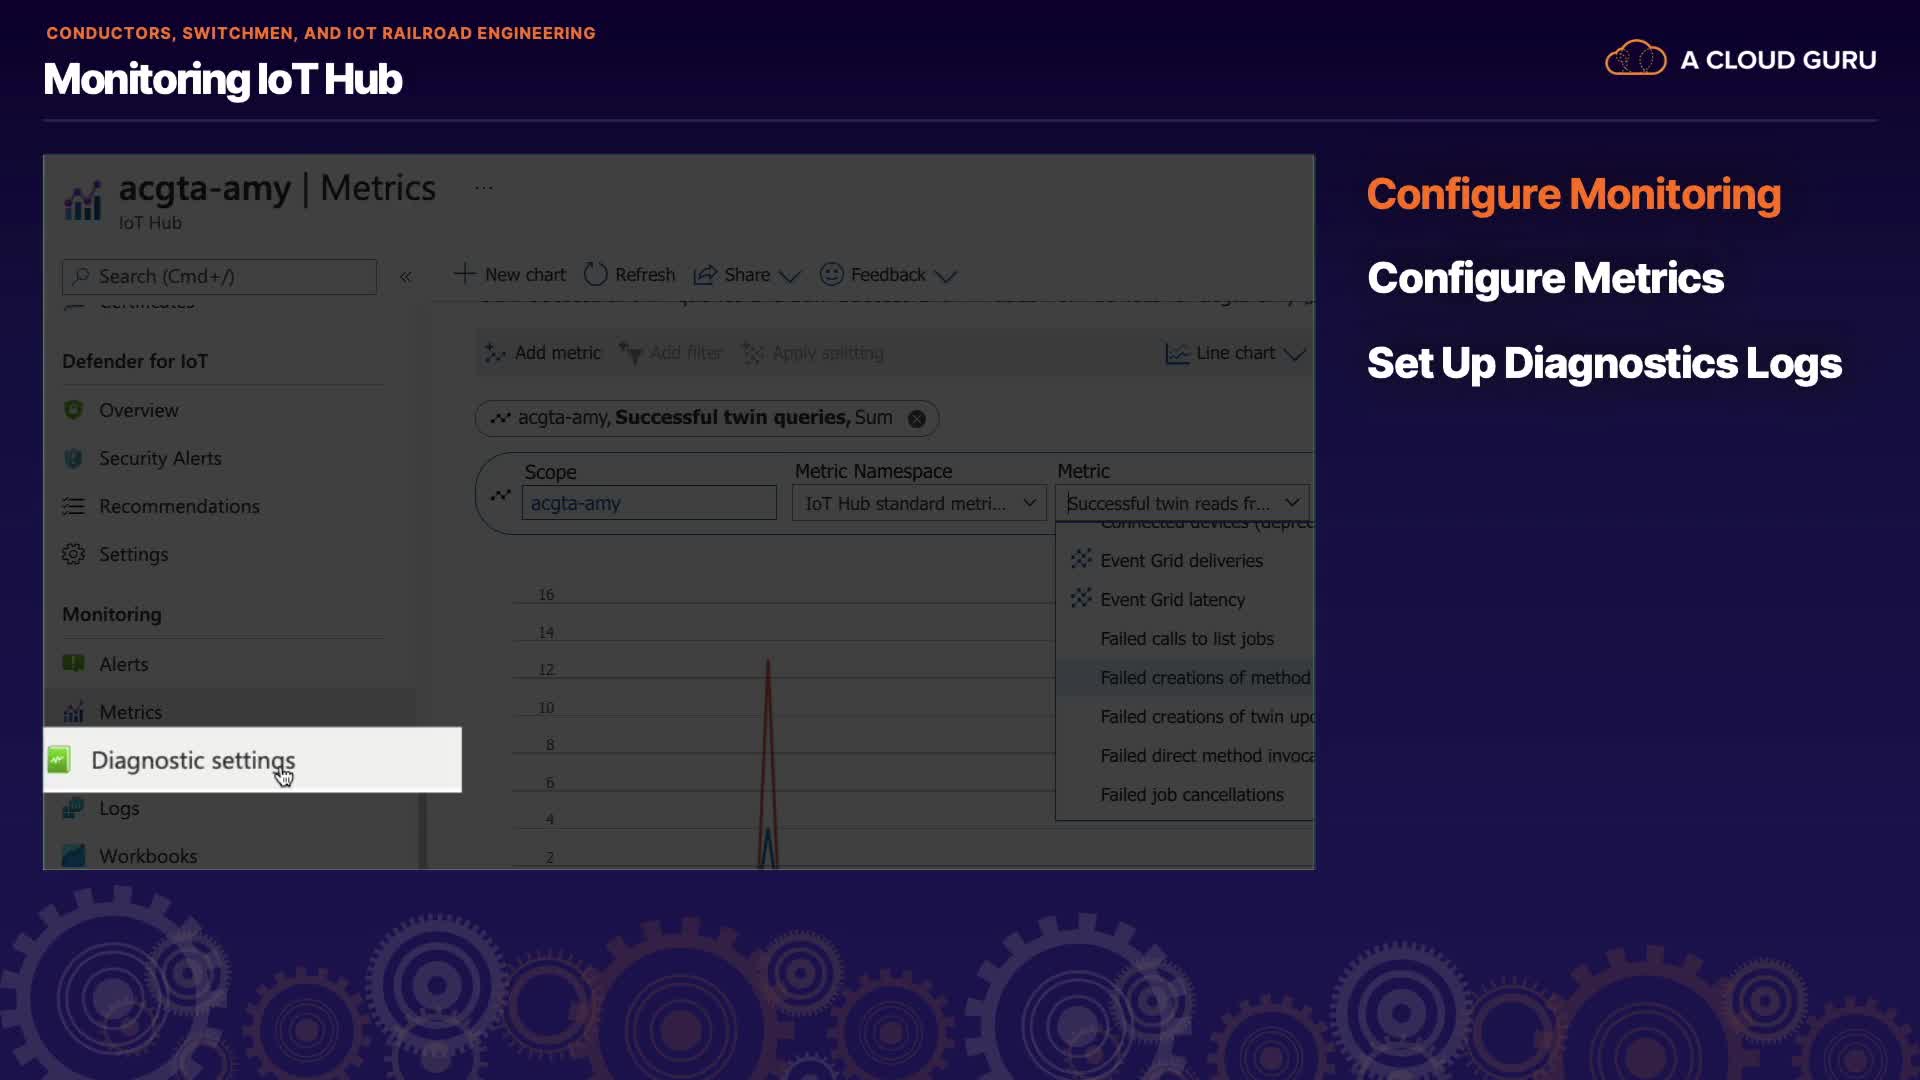 CONDUCTORS, SWITCHMEN, AND IOT RAILROAD ENGINEERING
Monitoring IoT Hub
A CLOUD GURU
acgta-amy | Metrics ...
IoT Hub
Search (Cmd+/) «
New chart Refresh Share Feedback
Certificates
Defender for IoT
Overview
Security Alerts
Recommendations
Settings
Monitoring
Alerts
Metrics
Diagnostic settings
Logs
Workbooks
Add metric Add filter Apply splitting Line chart
acgta-amy, Successful twin queries, Sum
Scope Metric Namespace Metric
acgta-amy IoT Hub standard metri... Successful twin reads fr...
Connected devices (deprec
Event Grid deliveries
Event Grid latency
Failed calls to list jobs
Failed creations of method
Failed creations of twin upd
Failed direct method invoca
Failed job cancellations
16
14
12
10
8
6
4
2
Configure Monitoring
Configure Metrics
Set Up Diagnostics Logs